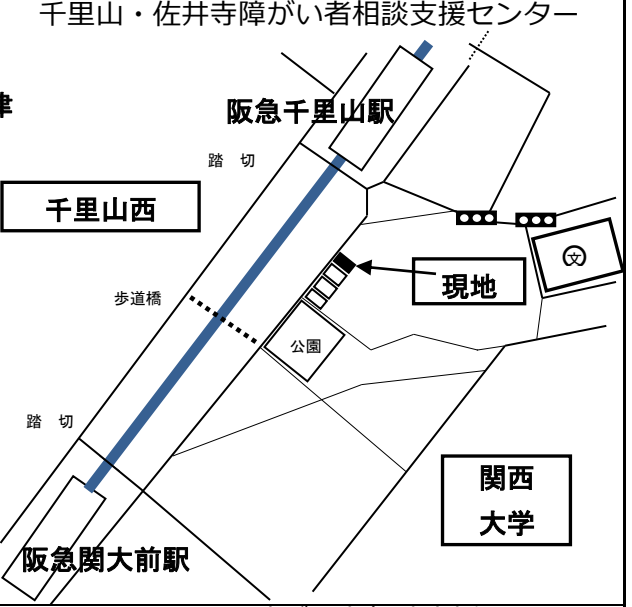 千里山・佐井寺障がい者相談支援センター
津
阪急千里山駅
踏 切
千里山西
文
現地
歩道橋
公園
踏 切
関西
大学
阪急関大前駅